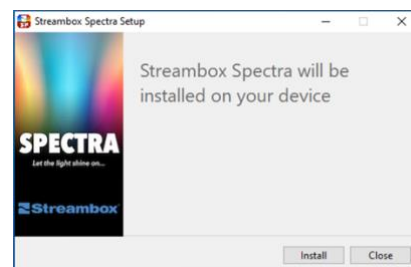 Streambox Spectra Setup
Streambox Spectra will be
installed on your device
SPECTRA
Let the light shine on...
Streambox
Install
Close